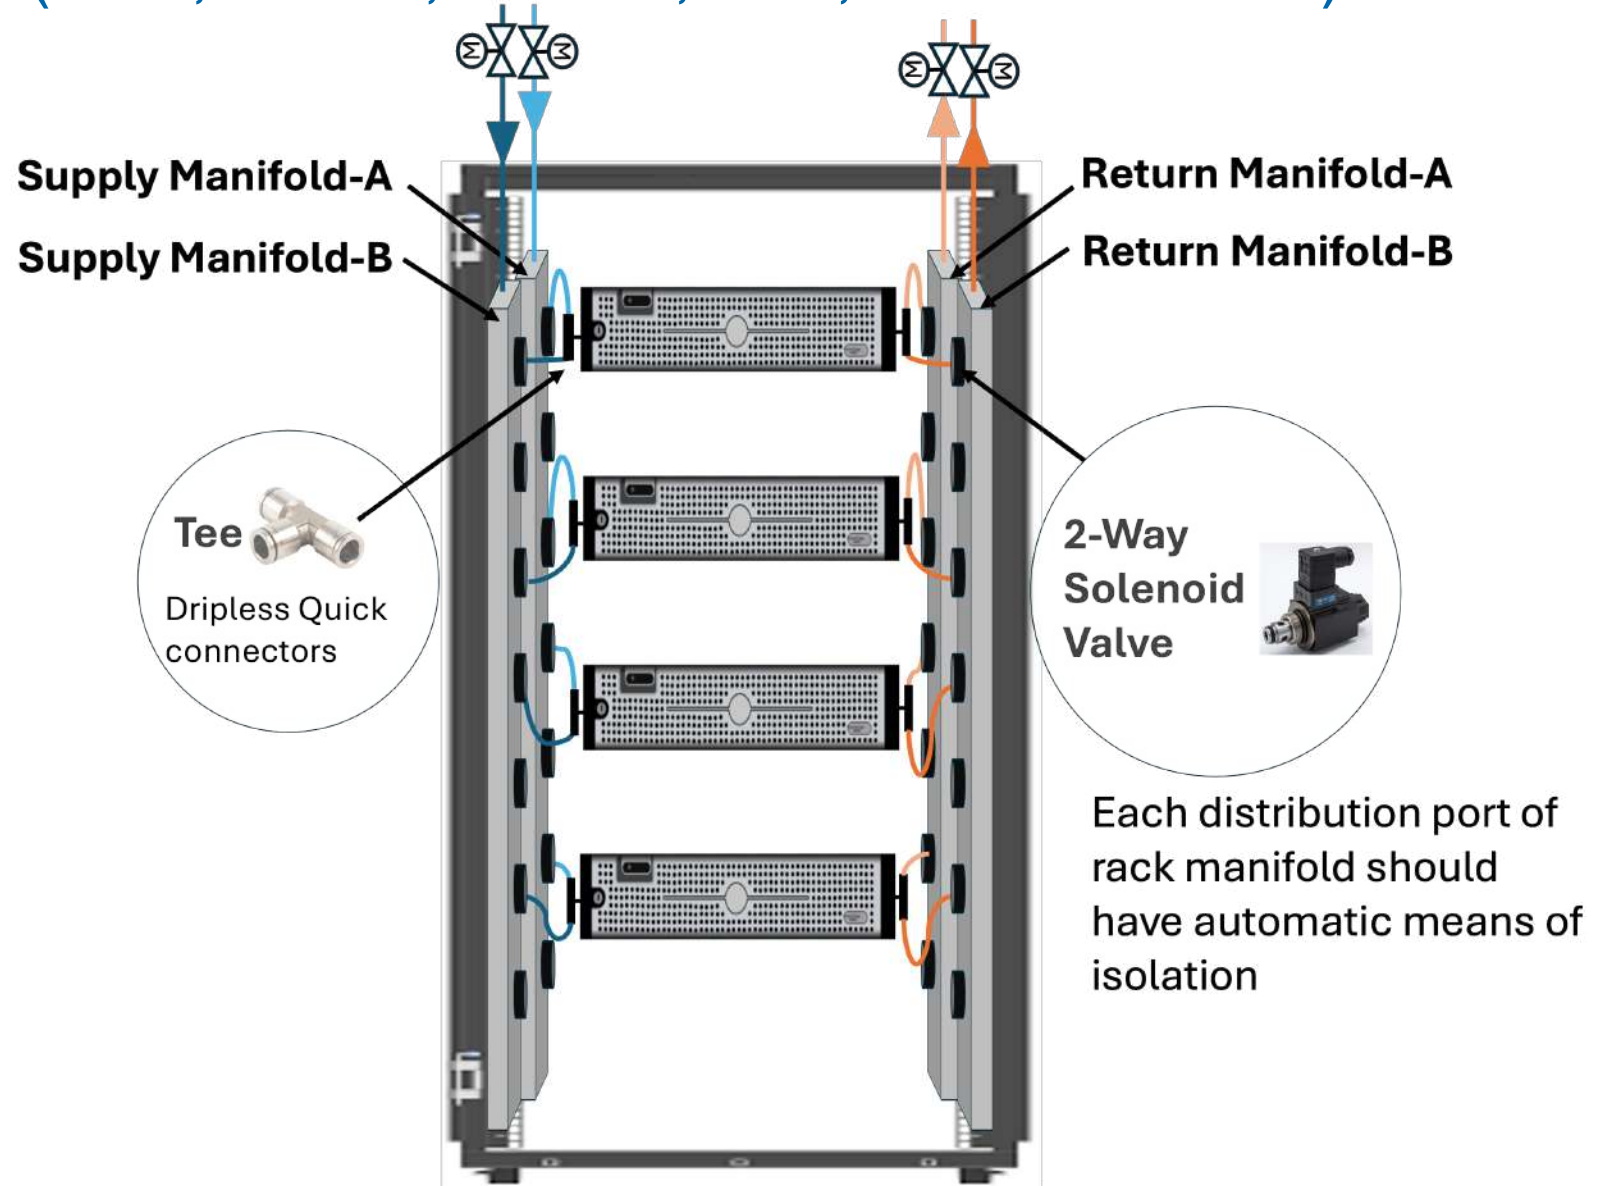 Supply Manifold-A
Supply Manifold-B
Return Manifold-A
Return Manifold-B
Tee
Dripless Quick
connectors
2-Way
Solenoid
Valve
Each distribution port of
rack manifold should
have automatic means of
isolation
M
M
M
M